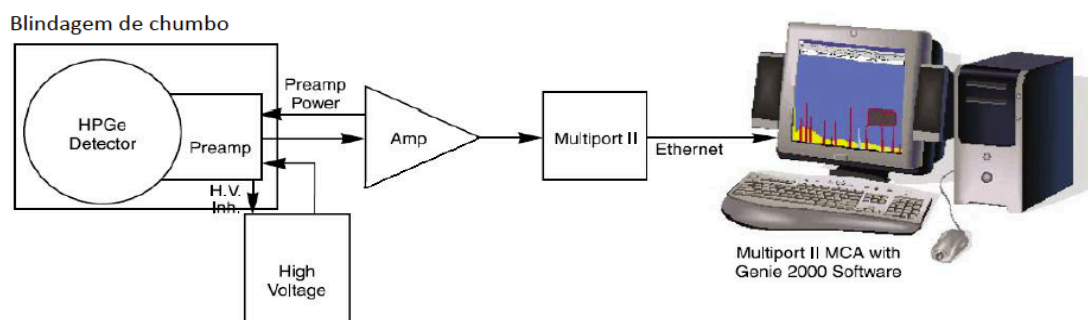 Blindagem de chumbo
HPGe
Detector
Preamp
Preamp
Power
Amp
Multiport II
Ethernet
H.V.
Inh.
High
Voltage
Multiport II MCA with
Genie 2000 Software